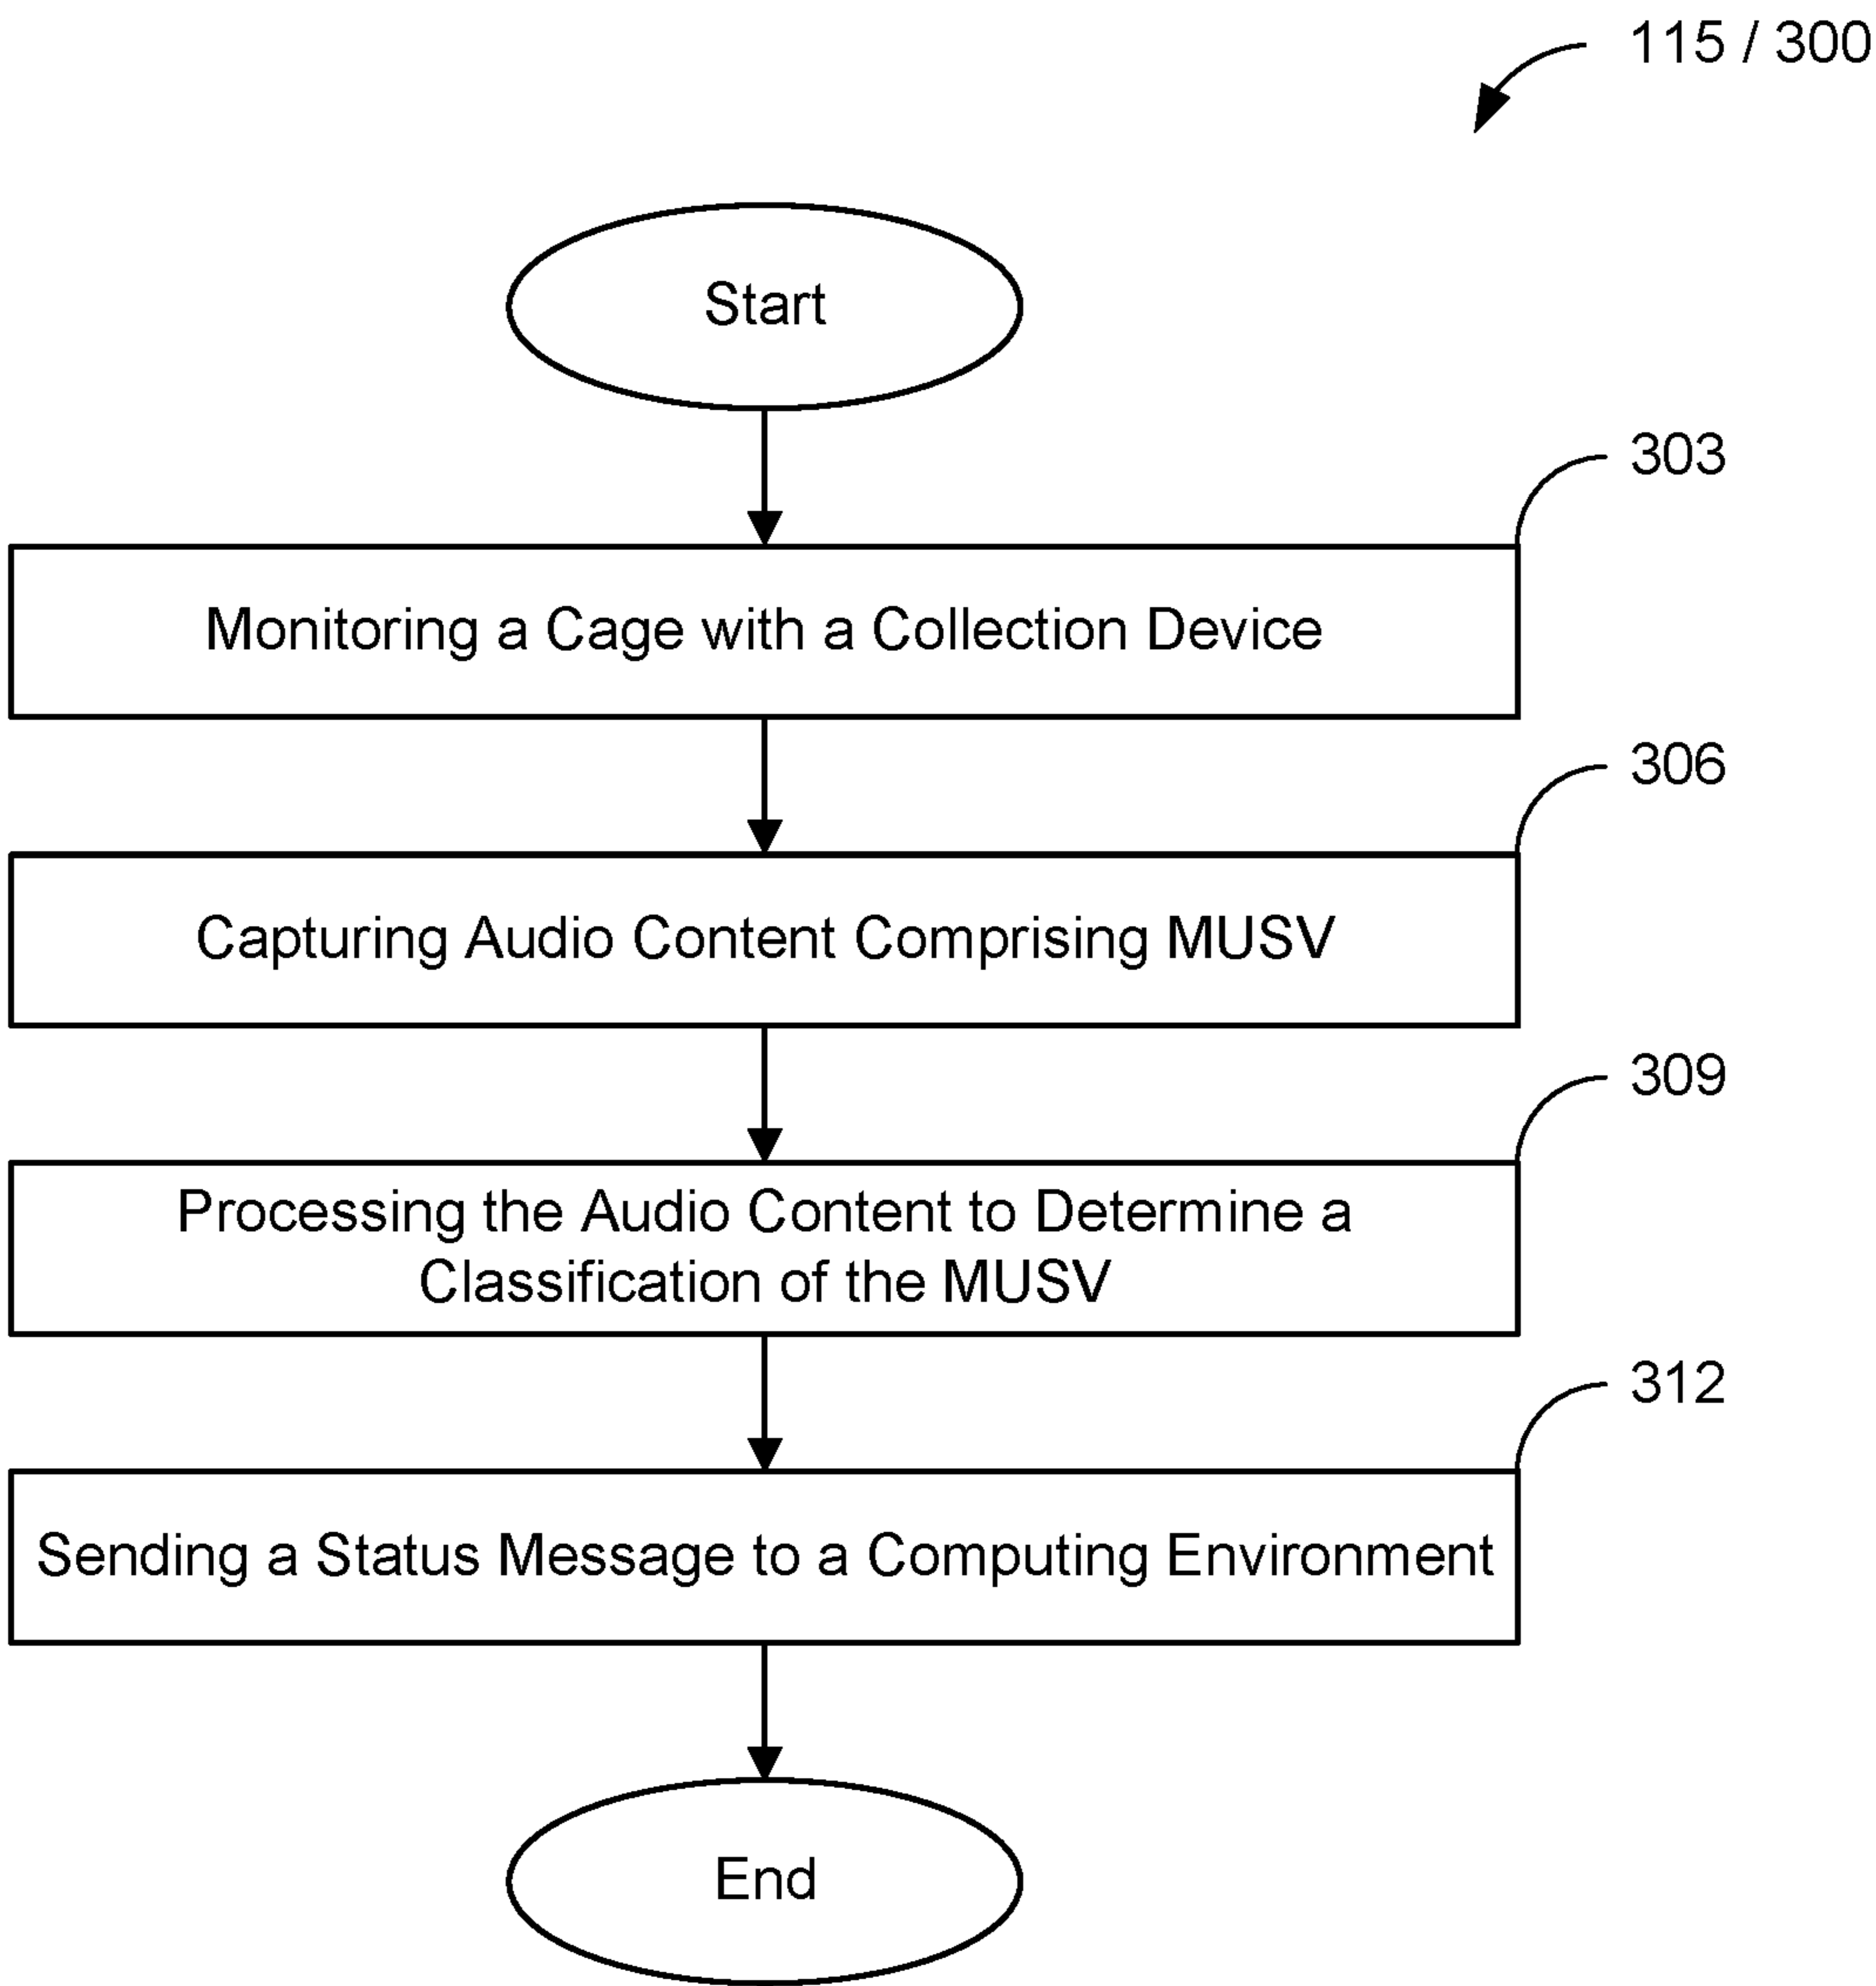 115 / 300
Start
303
Monitoring a Cage with a Collection Device
306
Capturing Audio Content Comprising MUSV
309
Processing the Audio Content to Determine a
Classification of the MUSV
312
Sending a Status Message to a Computing Environment
End